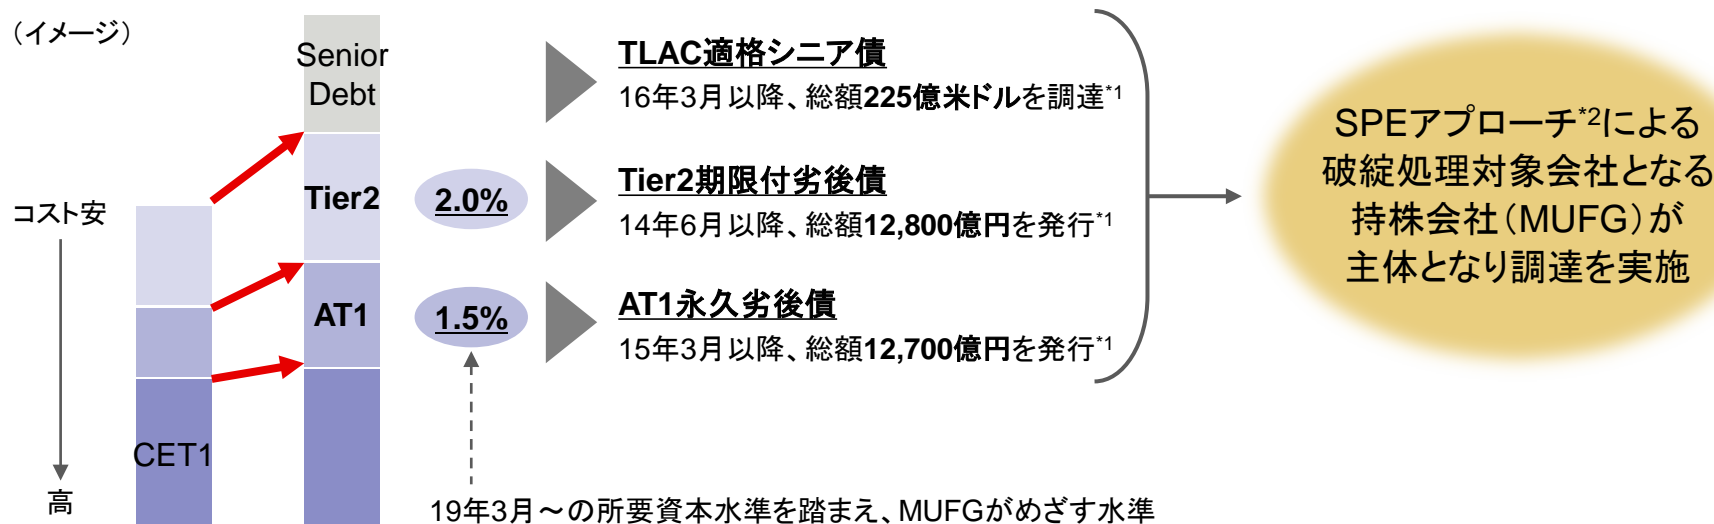 （イメージ）
コスト安
高
CET1
Senior
Debt
Tier2
AT1
2.0%
1.5%
TLAC適格シニア債
16年3月以降、総額225億米ドルを調達*1
Tier2期限付劣後債
14年6月以降、総額12,800億円を発行*1
AT1永久劣後債
15年3月以降、総額12,700億円を発行*1
19年3月～の所要資本水準を踏まえ、MUFGがめざす水準
SPEアプローチ*2による
破綻処理対象会社となる
持株会社（MUFG）が
主体となり調達を実施